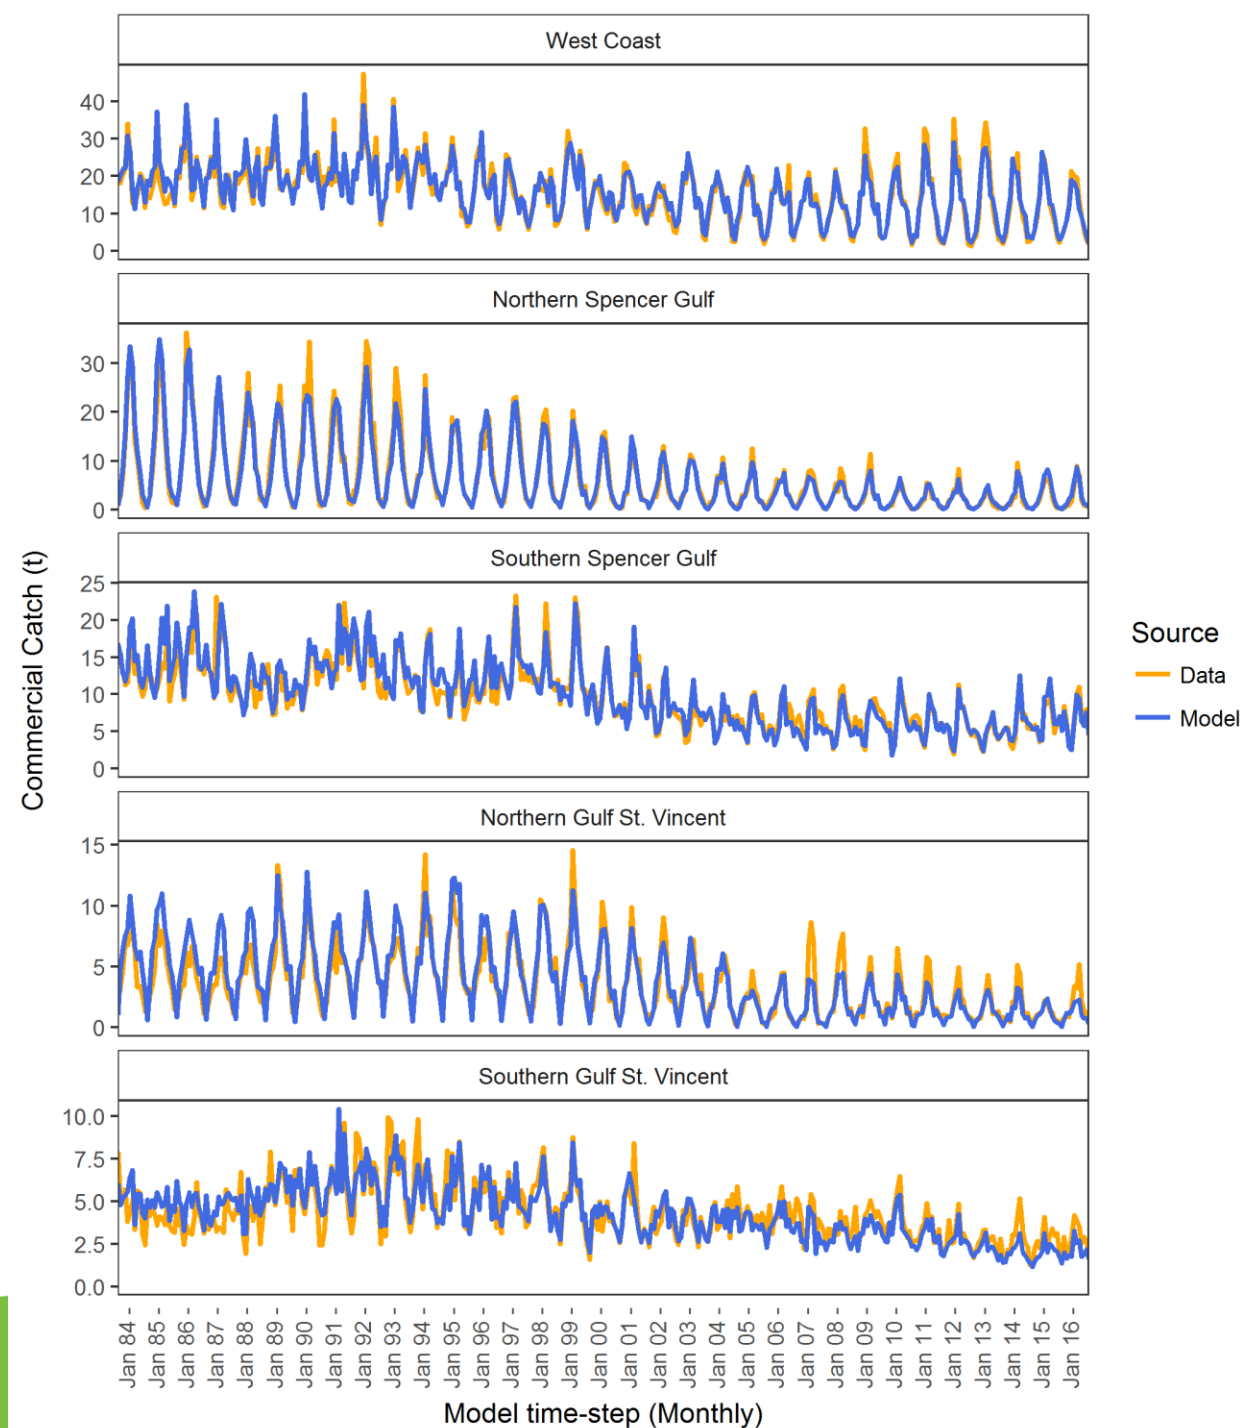 West Coast
40
30
20
10
0
Northern Spencer Gulf
30
20
10
0
Southern Spencer Gulf
25
20
15
10
5
0
Northern Gulf St. Vincent
15
10
5
0
Southern Gulf St. Vincent
10.0
7.5
5.0
2.5
0.0
Commercial Catch (t)
Jan 84
Jan 85
Jan 86
Jan 87
Jan 88
Jan 89
Jan 90
Jan 91
Jan 92
Jan 93
Jan 94
Jan 95
Jan 96
Jan 97
Jan 98
Jan 99
Jan 00
Jan 01
Jan 02
Jan 03
Jan 04
Jan 05
Jan 06
Jan 07
Jan 08
Jan 09
Jan 10
Jan 11
Jan 12
Jan 13
Jan 14
Jan 15
Jan 16
Model time-step (Monthly)
Source
Data
Model